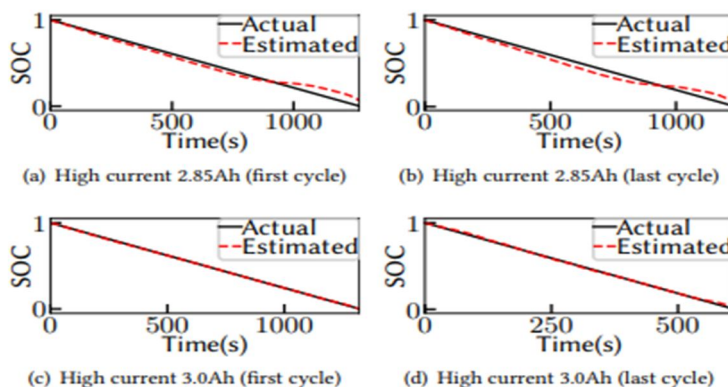 1
Actual
Estimated
SOC
0
0
500
1000
Time(s)
(a) High current 2.85Ah (first cycle)
1
Actual
Estimated
SOC
0
0
500
1000
Time(s)
(b) High current 2.85Ah (last cycle)
1
Actual
Estimated
SOC
0
0
500
1000
Time(s)
(c) High current 3.0Ah (first cycle)
1
Actual
Estimated
SOC
0
0
250
500
Time(s)
(d) High current 3.0Ah (last cycle)